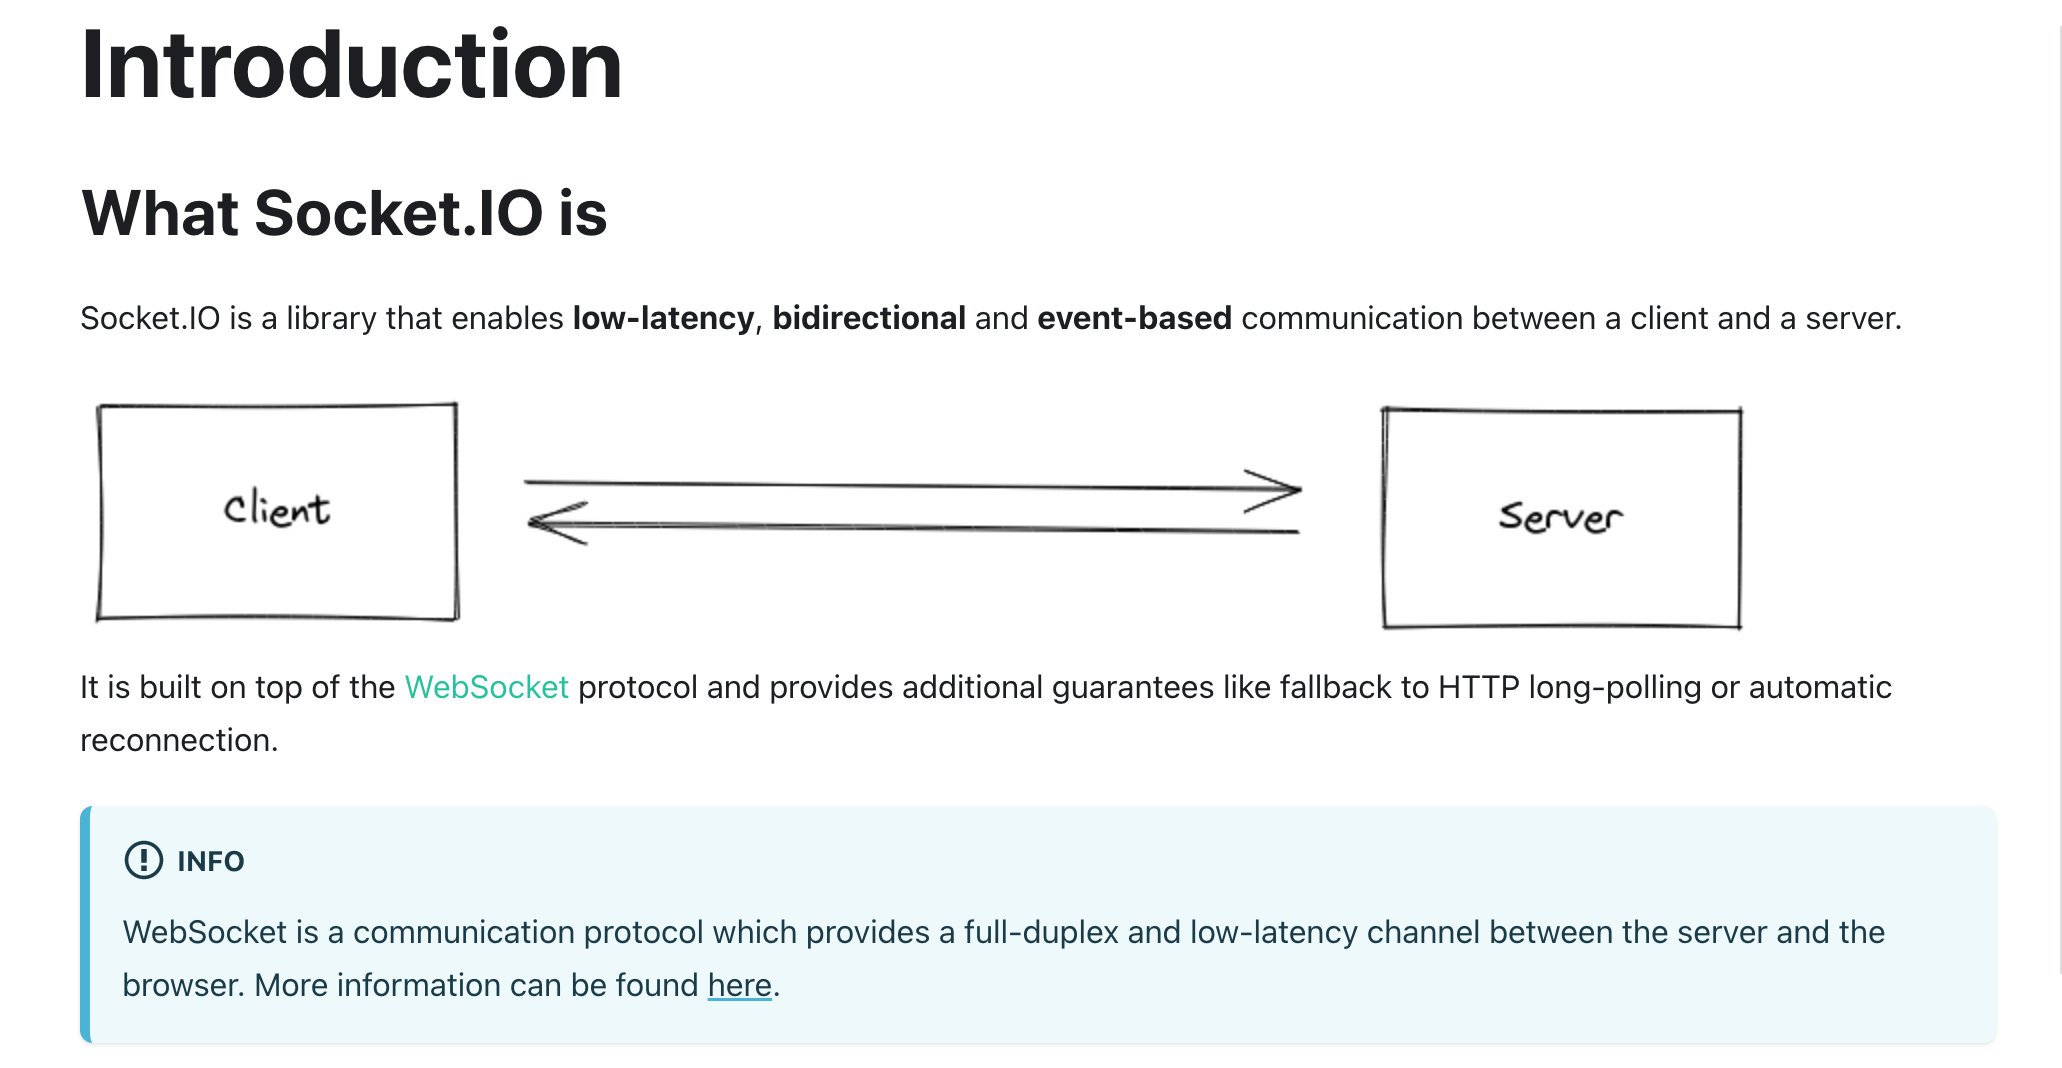 Introduction
What Socket.IO is
Socket.IO is a library that enables low-latency, bidirectional and event-based communication between a client and a server.
Client
Server
It is built on top of the WebSocket protocol and provides additional guarantees like fallback to HTTP long-polling or automatic
reconnection.
INFO
WebSocket is a communication protocol which provides a full-duplex and low-latency channel between the server and the
browser. More information can be found here.